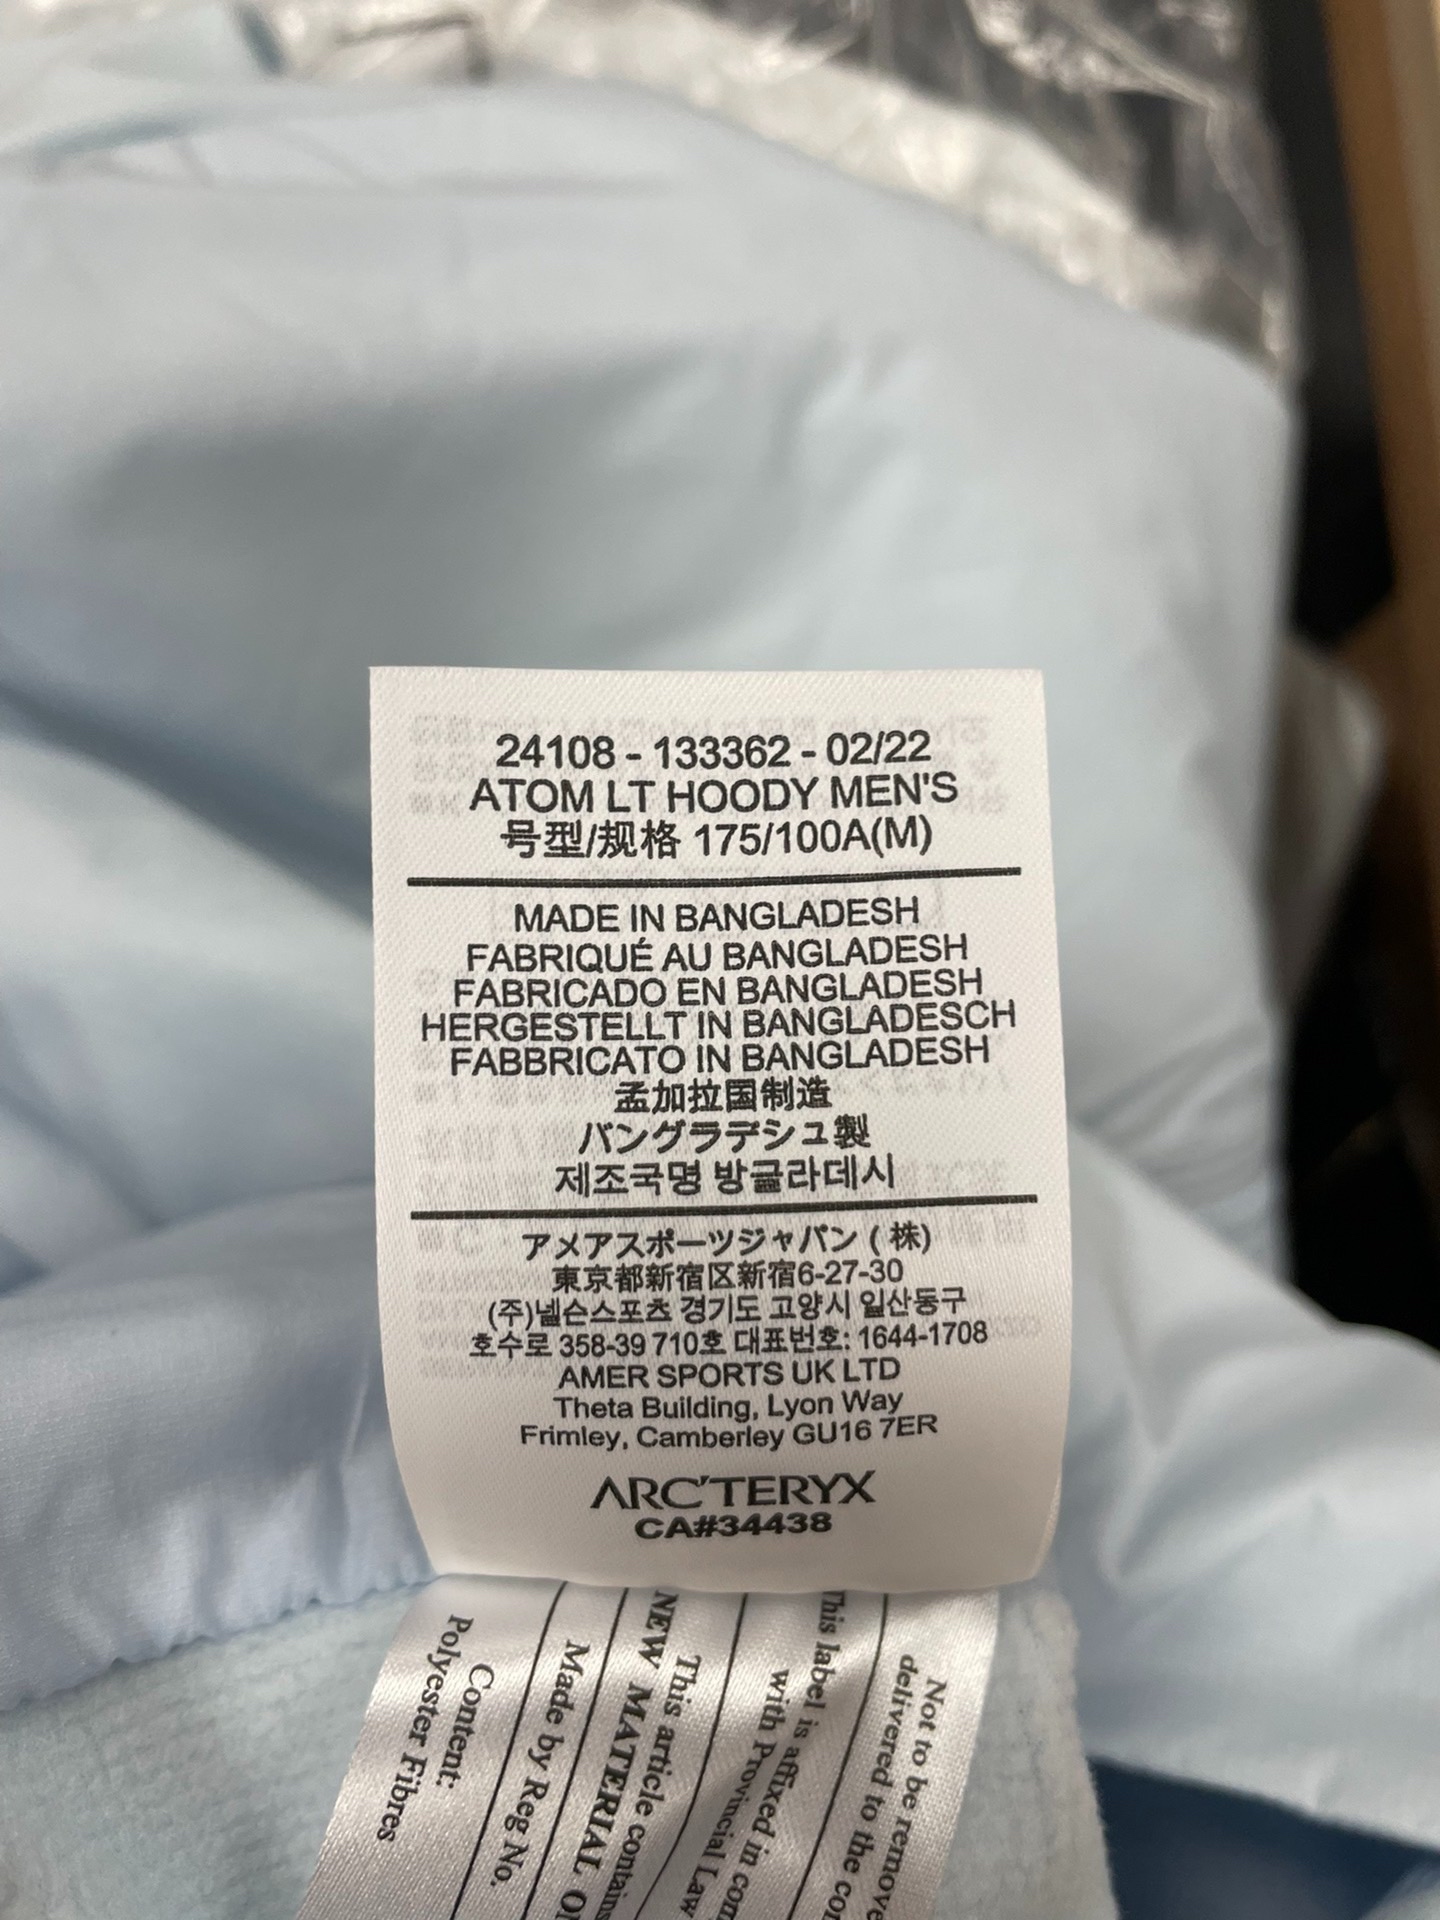 24108 - 133362 - 02/22
ATOM LT HOODY MEN'S
号型/规格 175/100A(M)
MADE IN BANGLADESH
FABRIQUÉ AU BANGLADESH
FABRICADO EN BANGLADESH
HERGESTELLT IN BANGLADESCH
FABBRICATO IN BANGLADESH
孟加拉国制造
バングラデシュ製
제조국명 방글라데시
アメアスポーツジャパン ( 株)
東京都新宿区新宿6-27-30
(주)넬슨스포츠 경기도 고양시 일산동구
호수로 358-39 710호 대표번호: 1644-1708
AMER SPORTS UK LTD
Theta Building, Lyon Way
Frimley, Camberley GU16 7ER
ARC'TERYX
CA#34438
Not to be remove
delivered to the co
This label is affixed in com
with Provincial Law
This article contains
NEW MATERIAL O
Made by Reg No.
Content:
Polyester Fibres